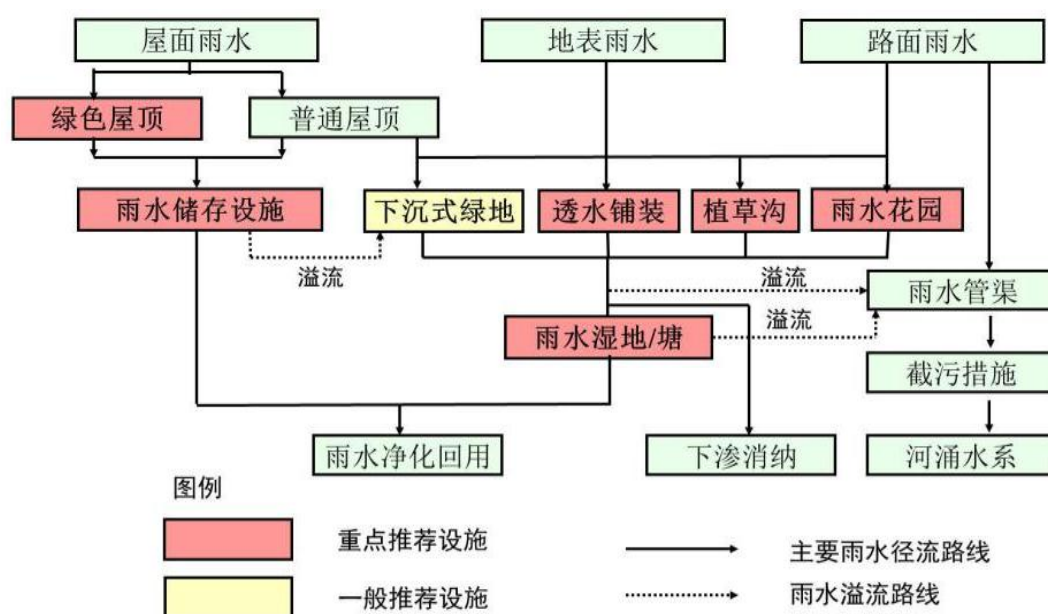 屋面雨水
地表雨水
路面雨水
绿色屋顶
普通屋顶
雨水储存设施
下沉式绿地
透水铺装
植草沟
雨水花园
溢流
溢流
雨水管渠
雨水湿地/塘
溢流
截污措施
雨水净化回用
下渗消纳
河涌水系
图例
重点推荐设施
主要雨水径流路线
一般推荐设施
雨水溢流路线